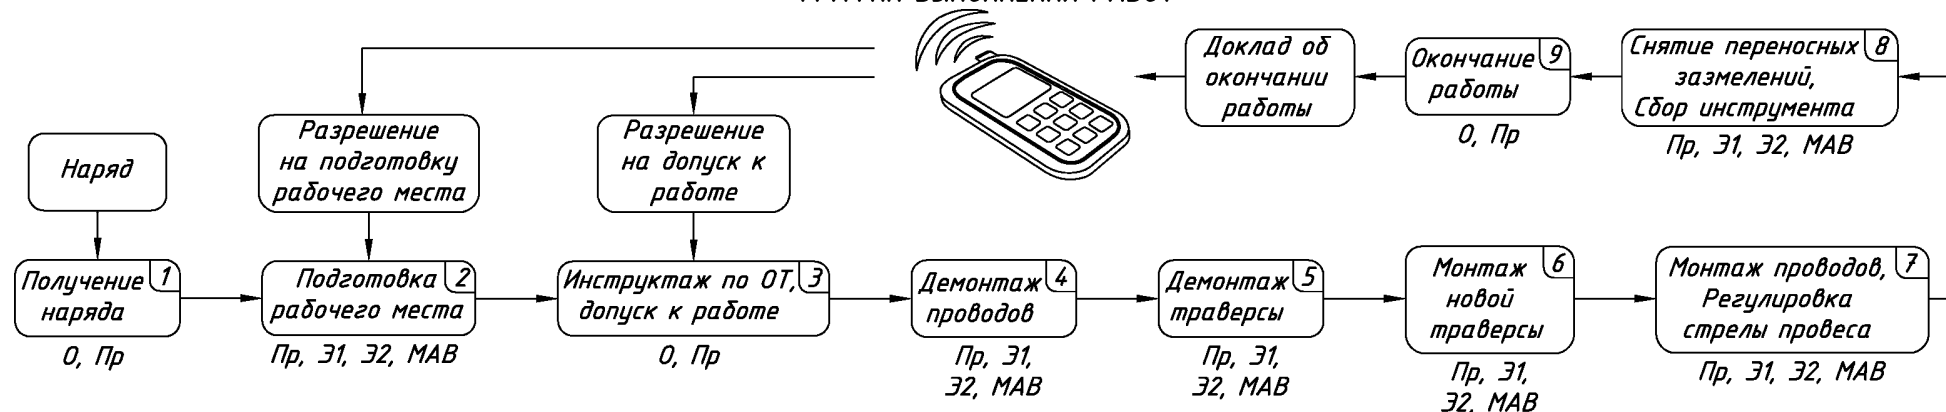 Доклад об
окончании
работы
Окончание
9
работы
О, Пр
Снятие переносных
8
зазмелений,
Сбор инструмента
Пр, Э1, Э2, МАВ
Наряд
Разрешение
на подготовку
рабочего места
Разрешение
на допуск к
работе
Получение
1
наряда
О, Пр
Подготовка
2
рабочего места
Пр, Э1, Э2, МАВ
Инструктаж по ОТ,
3
допуск к работе
О, Пр
Демонтаж
4
проводов
Пр, Э1,
Э2, МАВ
Демонтаж
5
траверсы
Пр, Э1,
Э2, МАВ
Монтаж
6
новой
траверсы
Пр, Э1,
Э2, МАВ
Монтаж проводов,
7
Регулировка
стрелы провеса
Пр, Э1, Э2, МАВ